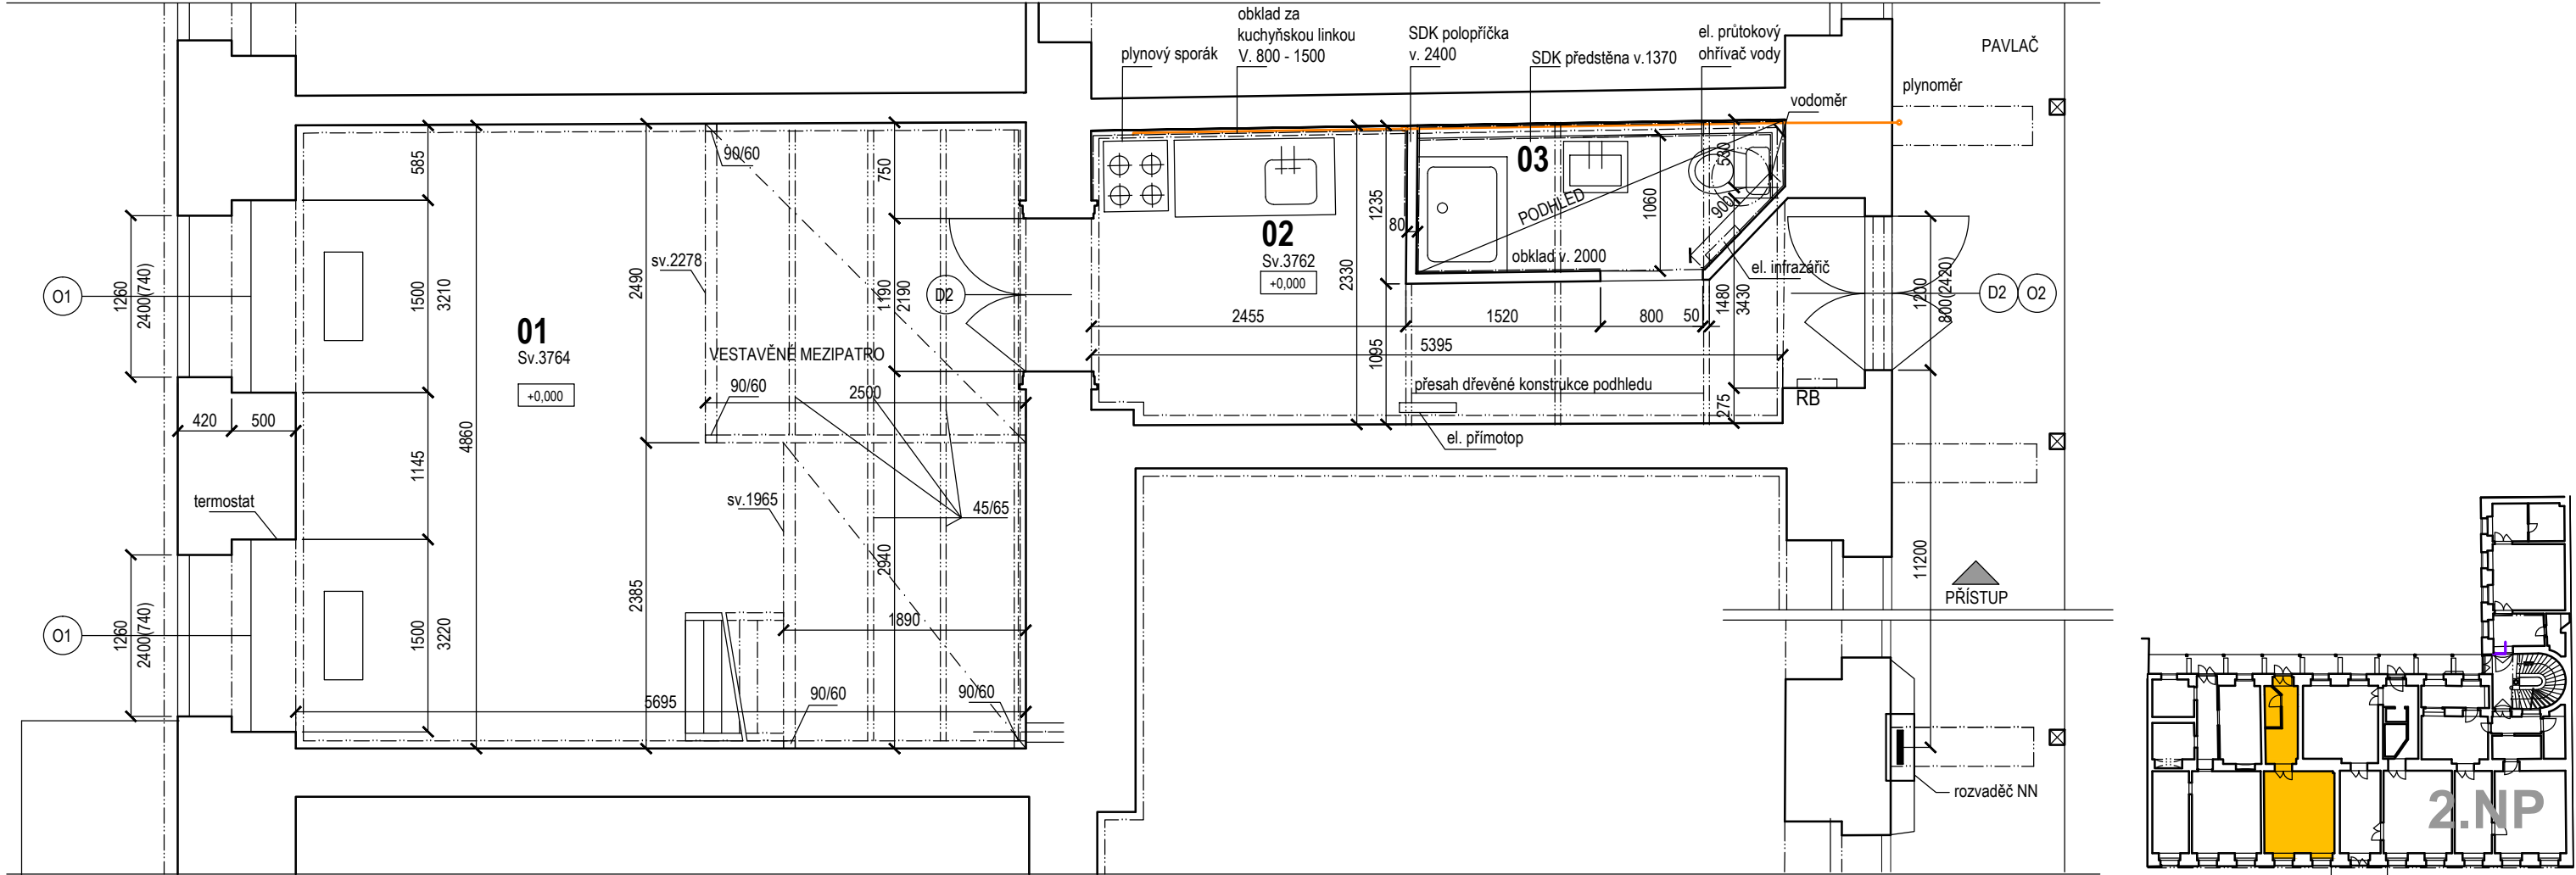 obklad za
kuchyňskou linkou
V. 800 - 1500
plynový sporák
SDK polopříčka
v. 2400
SDK předstěna v.1370
el. průtokový
ohřívač vody
PAVLAČ
plynoměr
vodoměr
90/60
585
750
03
580
1235
1060
900
PODHLED
80
02
Sv.3762
+0,000
obklad v. 2000
el. infrazářič
sv.2278
O1
1260
2400(740)
1500
3210
2490
1190
2190
D2
2330
1480
3430
1200
800(2420)
D2
O2
01
Sv.3764
+0,000
2455
1520
800
50
VESTAVĚNÉ MEZIPATRO
5395
1095
90/60
2500
přesah dřevěné konstrukce podhledu
275
RB
420
500
4860
1145
el. přímotop
termostat
sv.1965
45/65
2940
11200
PŘÍSTUP
O1
1260
2400(740)
1500
3220
2385
1890
5695
90/60
90/60
rozvaděč NN
2.NP